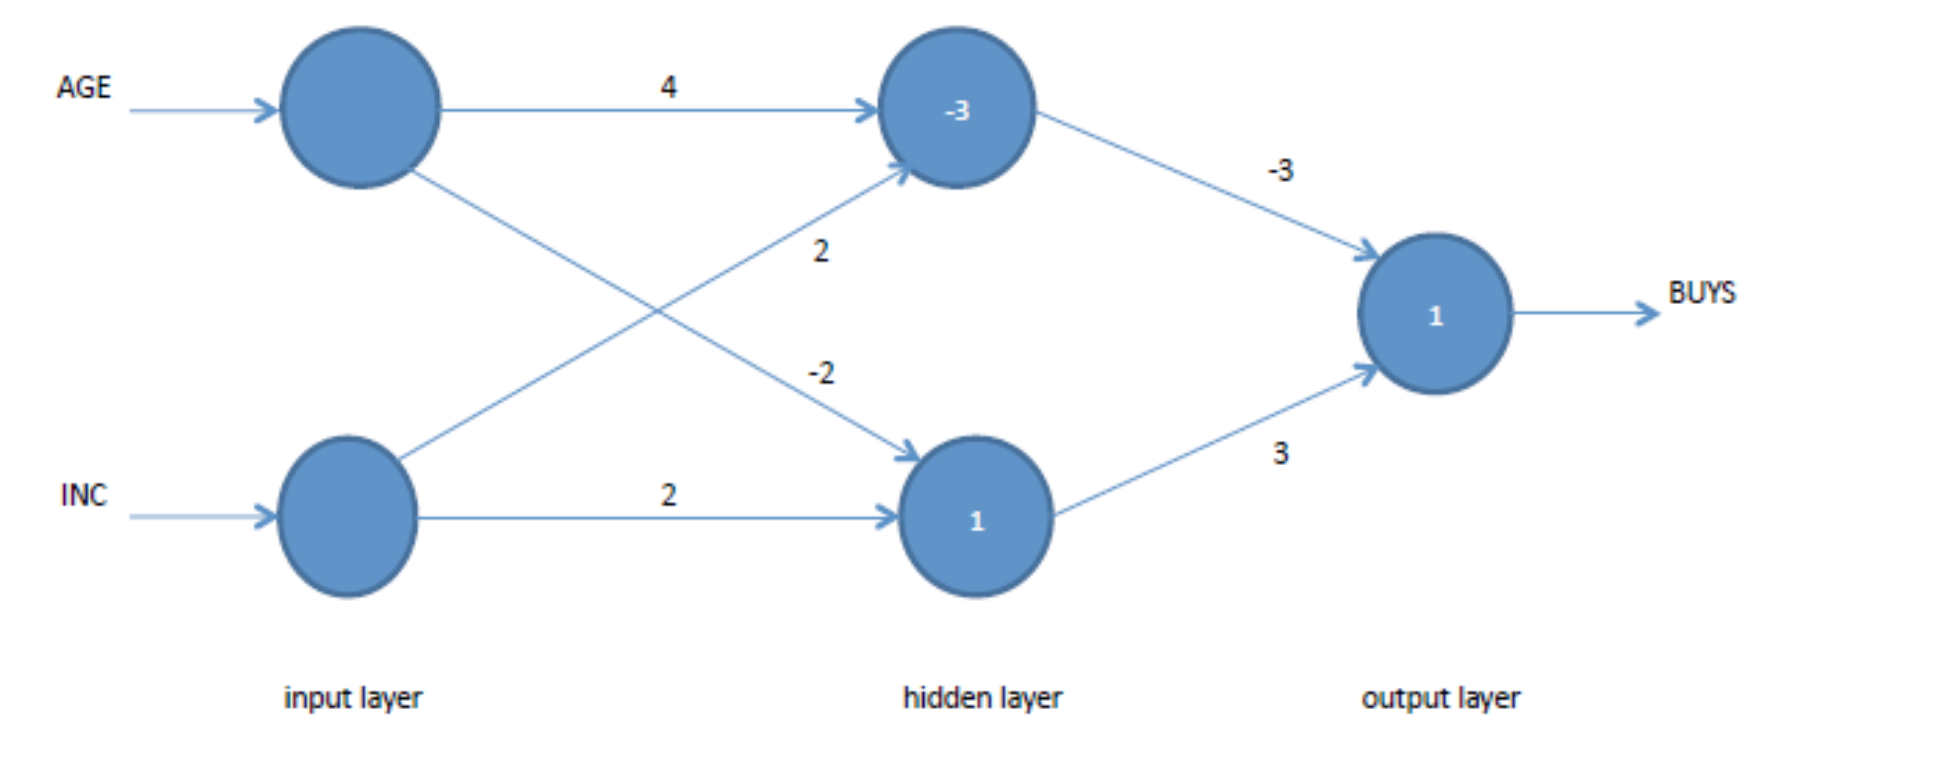 AGE
4
-3
-3
2
1
BUYS
-2
3
INC
2
1
input layer
hidden layer
output layer